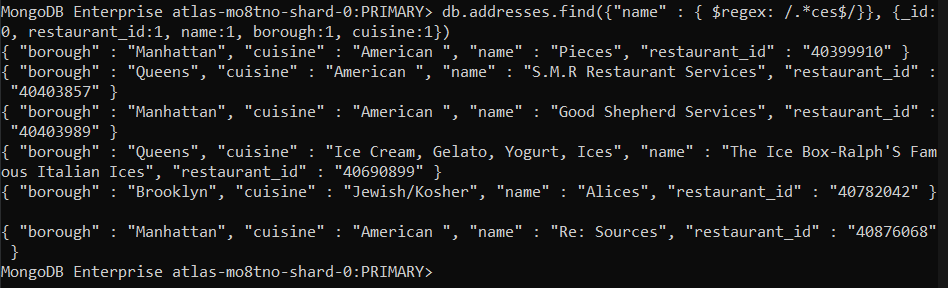 MongoDB Enterprise atlas-mo8tno-shard-0:PRIMARY> db.addresses.find({"name" : { $regex: /.*ces$/}}, {_id:
0, restaurant_id:1, name:1, borough:1, cuisine:1})
{ "borough" : "Manhattan", "cuisine" : "American ", "name" : "Pieces", "restaurant_id" : "40399910" }
{ "borough" : "Queens", "cuisine" : "American ", "name" : "S.M.R Restaurant Services", "restaurant_id" :
 "40403857" }
{ "borough" : "Manhattan", "cuisine" : "American ", "name" : "Good Shepherd Services", "restaurant_id" :
 "40403989" }
{ "borough" : "Queens", "cuisine" : "Ice Cream, Gelato, Yogurt, Ices", "name" : "The Ice Box-Ralph'S Fam
ous Italian Ices", "restaurant_id" : "40690899" }
{ "borough" : "Brooklyn", "cuisine" : "Jewish/Kosher", "name" : "Alices", "restaurant_id" : "40782042" }
{ "borough" : "Manhattan", "cuisine" : "American ", "name" : "Re: Sources", "restaurant_id" : "40876068"
 }
MongoDB Enterprise atlas-mo8tno-shard-0:PRIMARY>